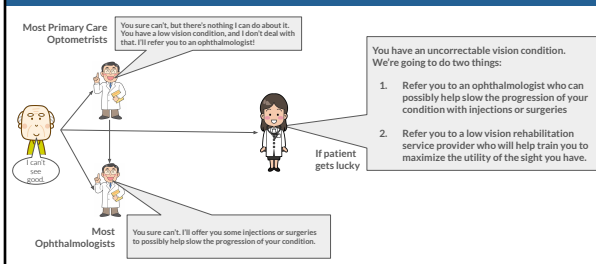 Most Primary Care
Optometrists
You sure can't, but there's nothing I can do about it.
You have a low vision condition, and I don't deal with
that. I'll refer you to an ophthalmologist!
You have an uncorrectable vision condition.
We're going to do two things:
1. Refer you to an ophthalmologist who can
possibly help slow the progression of your
condition with injections or surgeries
2. Refer you to a low vision rehabilitation
service provider who will help train you to
maximize the utility of the sight you have.
I can't
see
good.
If patient
gets lucky
Most
Ophthalmologists
You sure can't. I'll offer you some injections or surgeries
to possibly help slow the progression of your condition.